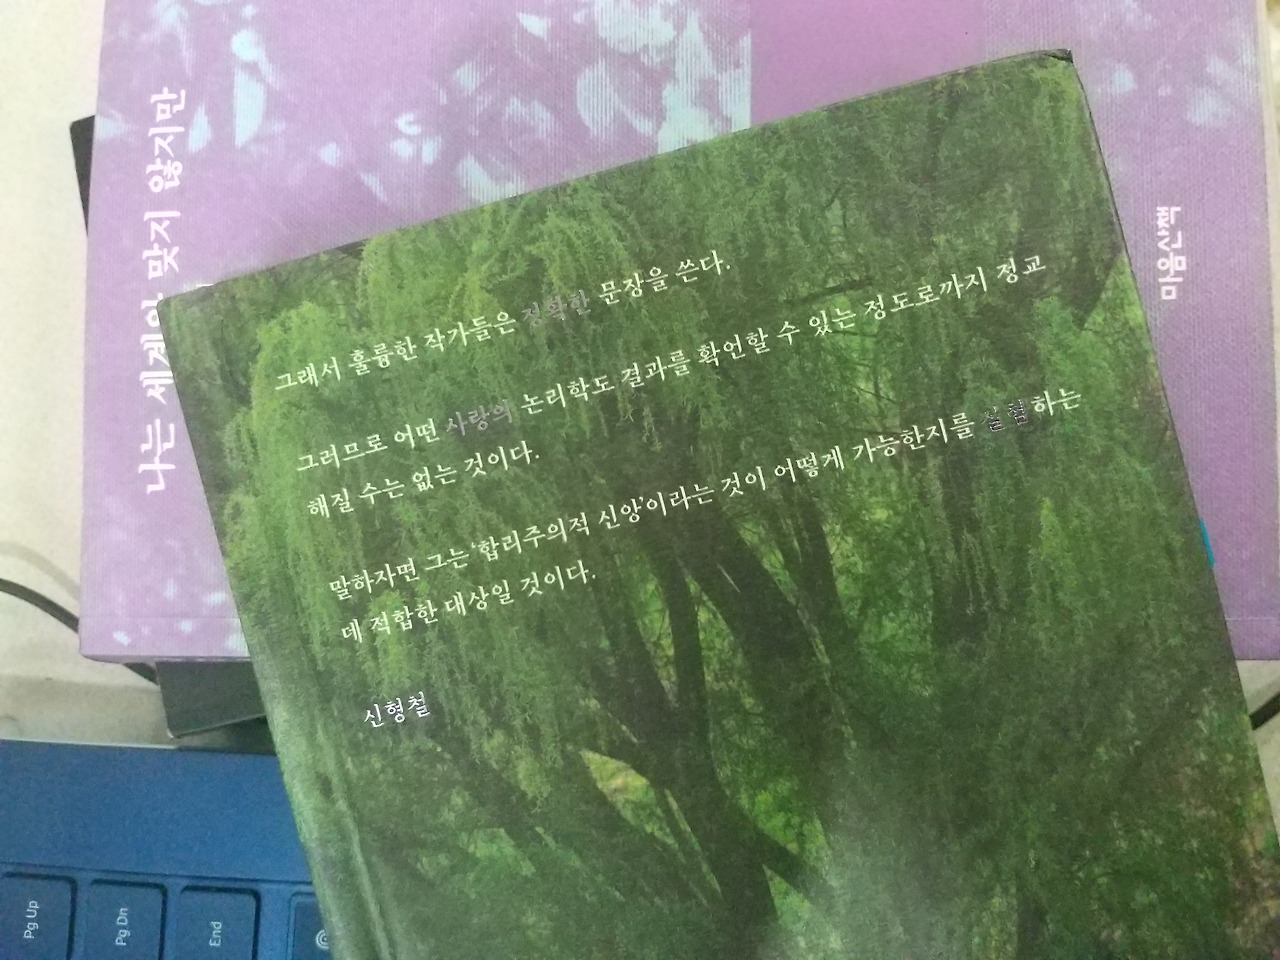 나는 세계와 맞지 않지만
마음산책
그래서 훌륭한 작가들은 정확한 문장을 쓴다.
그러므로 어떤 사랑의 논리학도 결과를 확언할 수 있는 정도로까지 정교
해질 수는 없는 것이다.
말하자면 그는 '합리주의적 신앙'이라는 것이 어떻게 가능한지를 실험하는
데 적합한 대상일 것이다.
신형철
Pg Up
Pg Dn
End